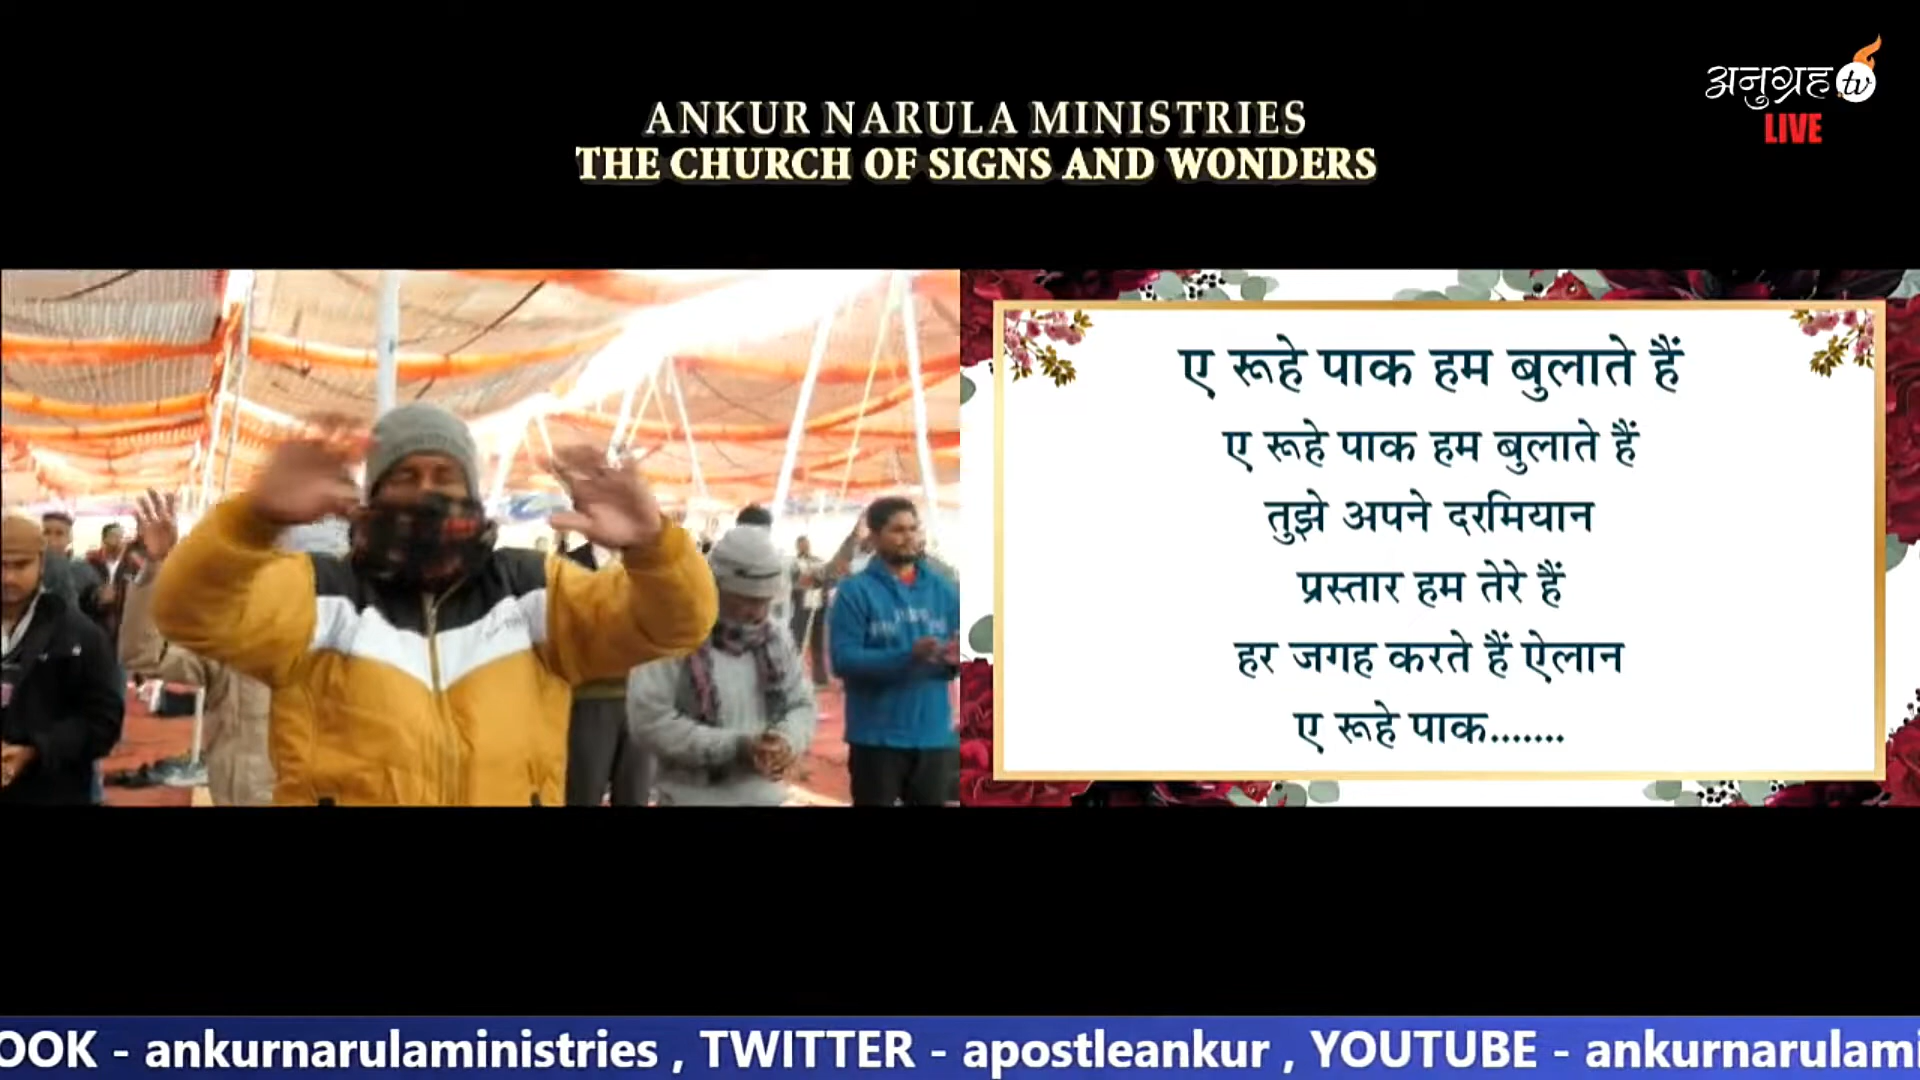 अनुग्रह tv
LIVE
ANKUR NARULA MINISTRIES
THE CHURCH OF SIGNS AND WONDERS
ए रूहे पाक हम बुलाते हैं
ए रूहे पाक हम बुलाते हैं
तुझे अपने दरमियान
प्रस्तार हम तेरे हैं
हर जगह करते हैं ऐलान
ए रूहे पाक.......
OOK - ankurnarulaministries , TWITTER - apostleankur , YOUTUBE - ankurnarulami